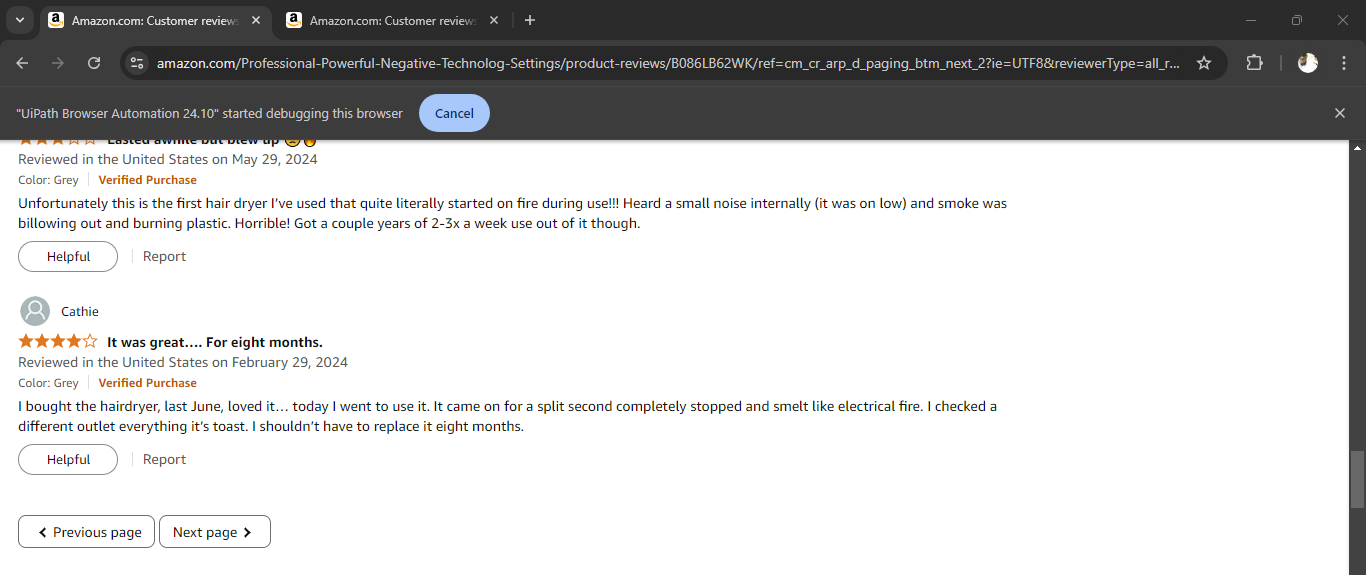 Amazon.com: Customer reviews
Amazon.com: Customer reviews
amazon.com/Professional-Powerful-Negative-Technolog-Settings/product-reviews/B086LB62WK/ref=cm_cr_arp_d_paging_btm_next_2?ie=UTF8&reviewerType=all_r...
"UiPath Browser Automation 24.10" started debugging this browser
Cancel
Lasted awhile but blew up
Reviewed in the United States on May 29, 2024
Color: Grey Verified Purchase
Unfortunately this is the first hair dryer I’ve used that quite literally started on fire during use!!! Heard a small noise internally (it was on low) and smoke was
billowing out and burning plastic. Horrible! Got a couple years of 2-3x a week use out of it though.
Helpful Report
Cathie
It was great…. For eight months.
Reviewed in the United States on February 29, 2024
Color: Grey Verified Purchase
I bought the hairdryer, last June, loved it… today I went to use it. It came on for a split second completely stopped and smelt like electrical fire. I checked a
different outlet everything it’s toast. I shouldn’t have to replace it eight months.
Helpful Report
Previous page Next page